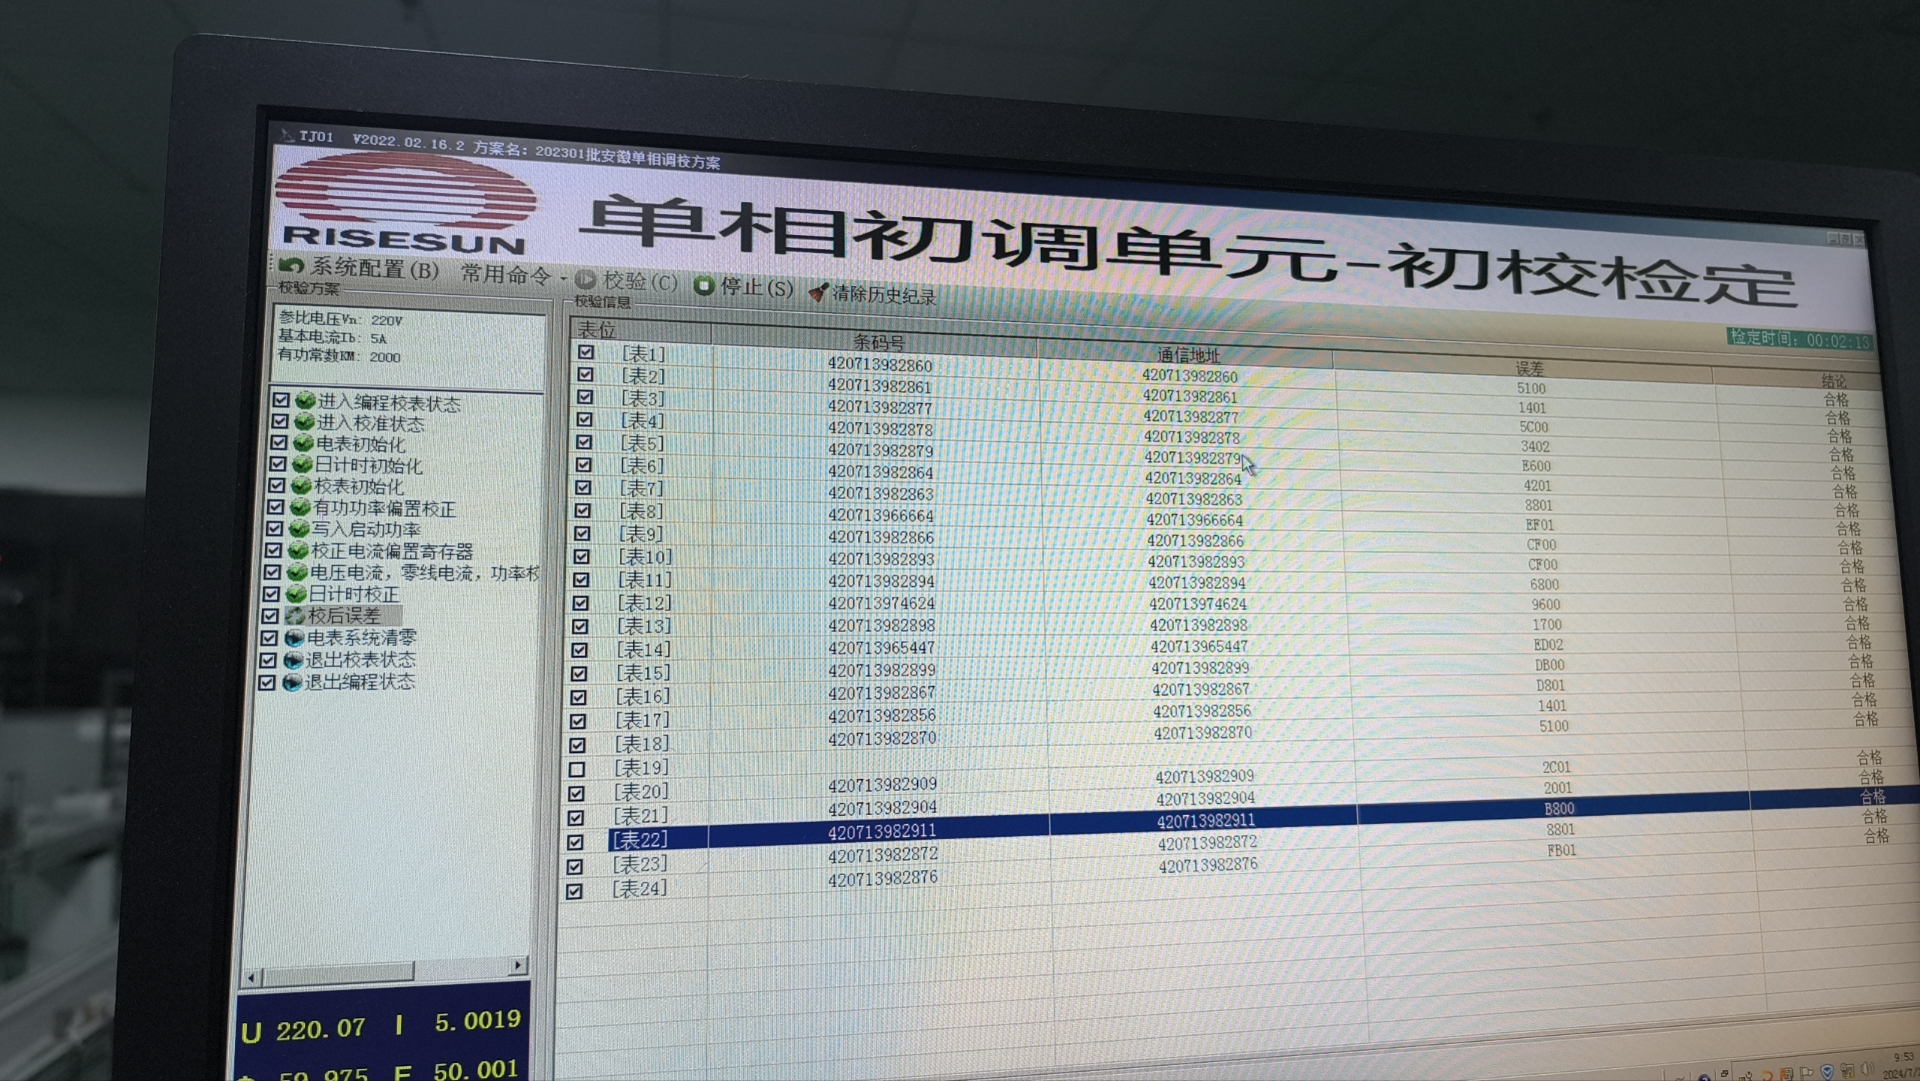 TJ01 V2022.02.16.2 方案名: 202301批安徽单相调校方案
RISESUN
单相初调单元-初校检定
系统配置(B) 常用命令 校验(C) 停止(S) 清除历史纪录
检定时间: 00:02:13
校验方案
参比电压Vn: 220V
基本电流Ib: 5A
有功常数KM: 2000
进入编程校表状态
进入校准状态
电表初始化
日计时初始化
校表初始化
有功功率偏置校正
写入启动功率
校正电流偏置寄存器
电压电流, 零线电流, 功率校
日计时校正
校后误差
电表系统清零
退出校表状态
退出编程状态
U 220.07 I 5.0019
59.975 F 50.001
校验信息
表位 条码号 通信地址 误差 结论
[表1] 420713982860 420713982860 5100 合格
[表2] 420713982861 420713982861 1401 合格
[表3] 420713982877 420713982877 5C00 合格
[表4] 420713982878 420713982878 3402 合格
[表5] 420713982879 420713982879 E600 合格
[表6] 420713982864 420713982864 4201 合格
[表7] 420713982863 420713982863 8801 合格
[表8] 420713966664 420713966664 EF01 合格
[表9] 420713982866 420713982866 CF00 合格
[表10] 420713982893 420713982893 CF00 合格
[表11] 420713982894 420713982894 6800 合格
[表12] 420713974624 420713974624 9600 合格
[表13] 420713982898 420713982898 1700 合格
[表14] 420713965447 420713965447 ED02 合格
[表15] 420713982899 420713982899 DB00 合格
[表16] 420713982867 420713982867 D801 合格
[表17] 420713982856 420713982856 1401 合格
[表18] 420713982870 420713982870 5100 合格
[表19]
[表20] 420713982909 420713982909 2C01 合格
[表21] 420713982904 420713982904 2001 合格
[表22] 420713982911 420713982911 B800 合格
[表23] 420713982872 420713982872 8801 合格
[表24] 420713982876 420713982876 FB01 合格
9:53